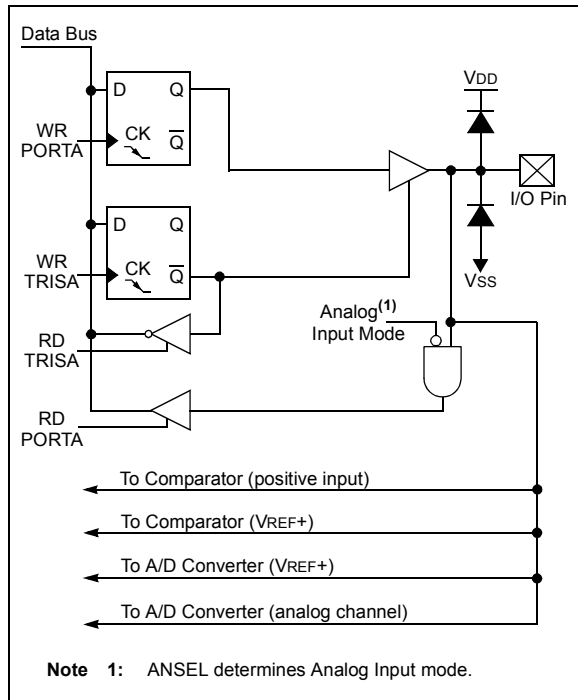 Data Bus
D Q
WR PORTA
CK Q̅
VDD
I/O Pin
VSS
D Q
WR TRISA
CK Q̅
Analog(1)
Input Mode
RD TRISA
RD PORTA
To Comparator (positive input)
To Comparator (VREF+)
To A/D Converter (VREF+)
To A/D Converter (analog channel)
Note 1: ANSEL determines Analog Input mode.